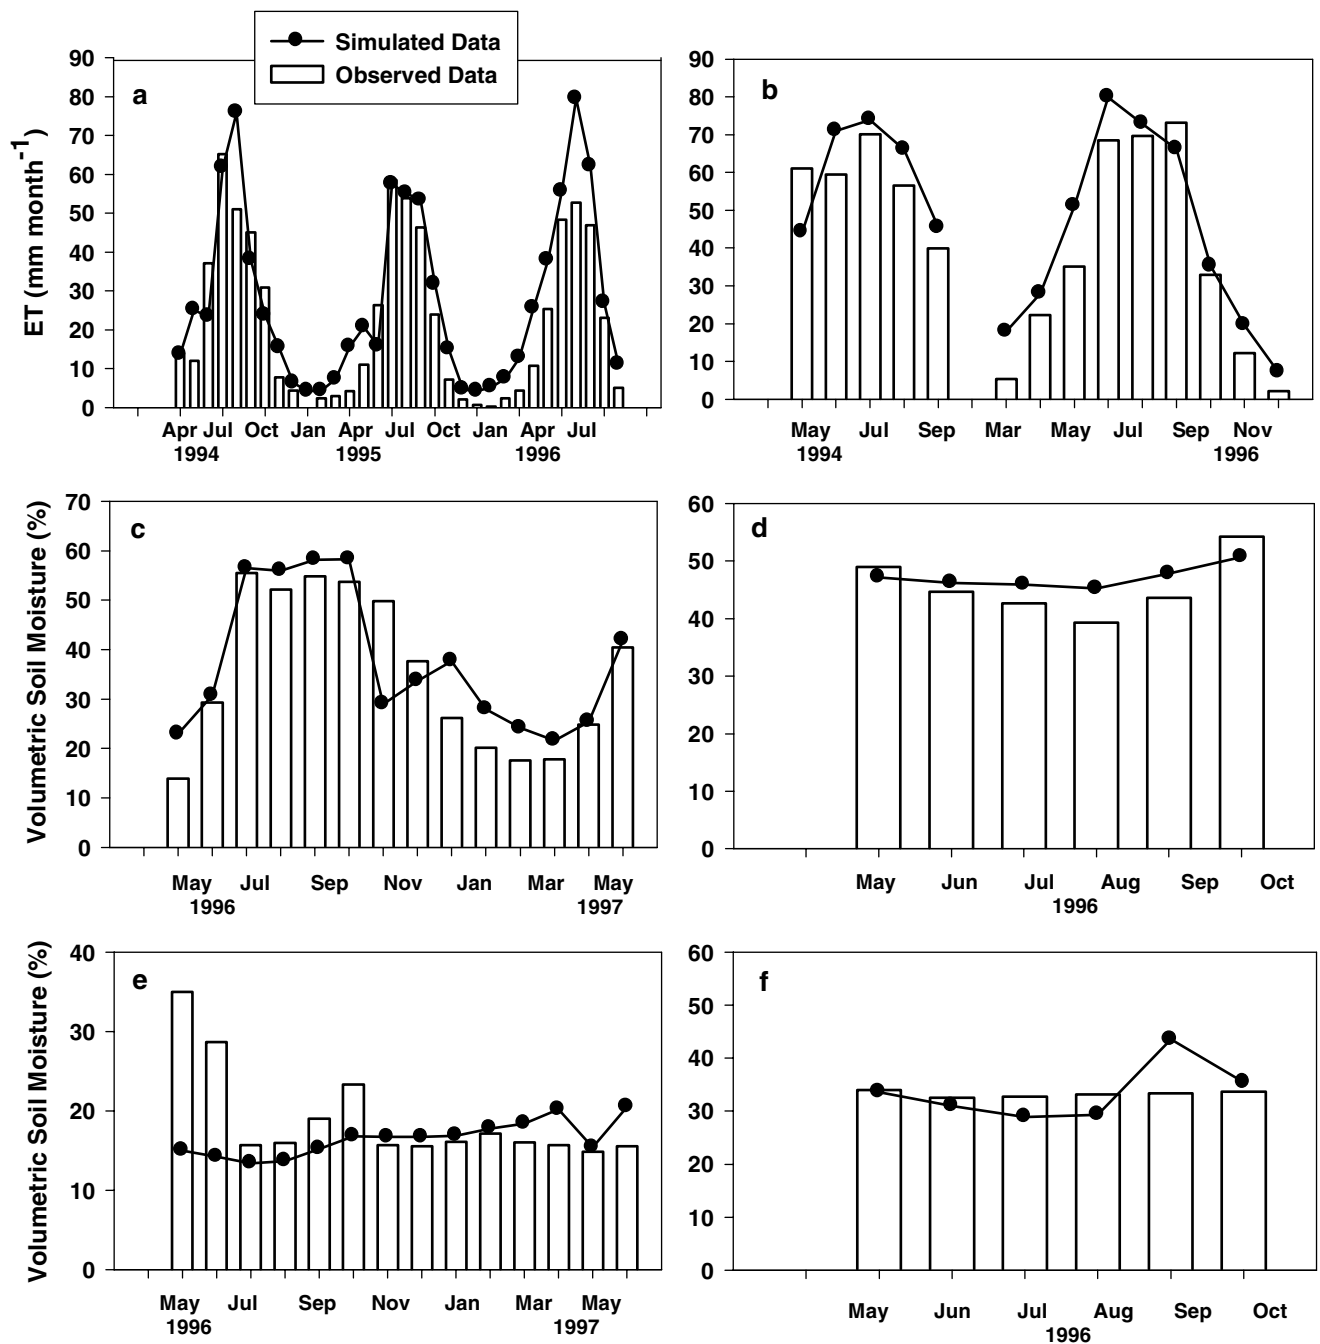 Simulated Data
Observed Data
a
ET (mm month-1)
90
80
70
60
50
40
30
20
10
0
Apr Jul Oct Jan Apr Jul Oct Jan Apr Jul
1994 1995 1996
b
90
80
70
60
50
40
30
20
10
0
May Jul Sep Mar May Jul Sep Nov
1994 1996
c
Volumetric Soil Moisture (%)
70
60
50
40
30
20
10
0
May Jul Sep Nov Jan Mar May
1996 1997
d
60
50
40
30
20
10
0
May Jun Jul Aug Sep Oct
1996
e
Volumetric Soil Moisture (%)
40
30
20
10
0
May Jul Sep Nov Jan Mar May
1996 1997
f
60
50
40
30
20
10
0
May Jun Jul Aug Sep Oct
1996